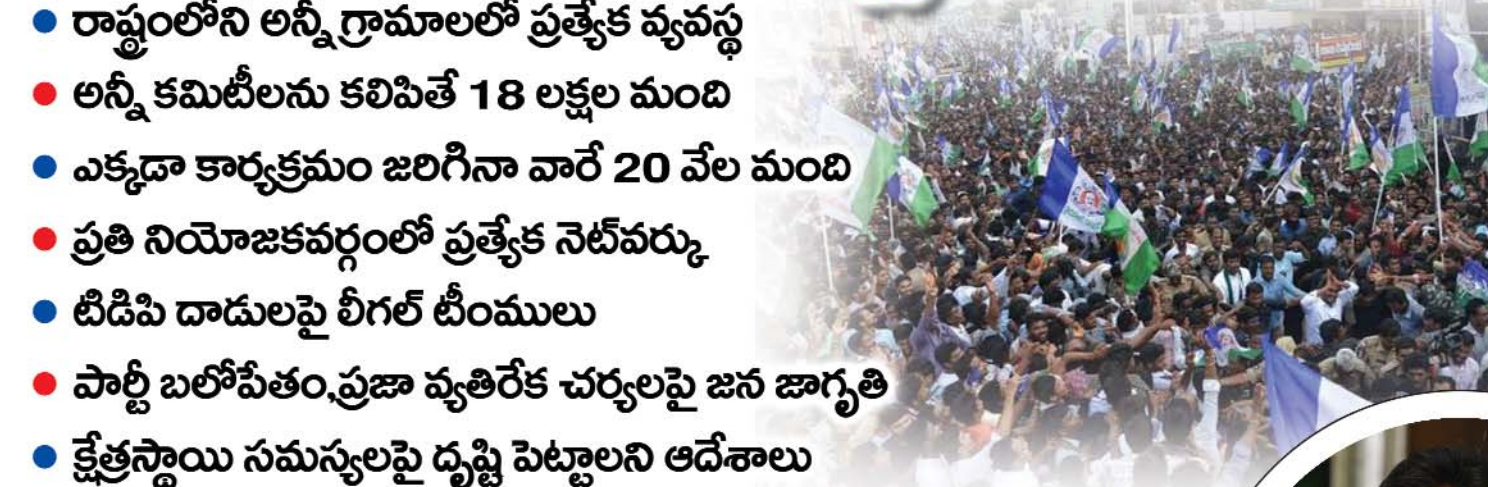 • రాష్ట్రంలోని అన్ని గ్రామాలలో ప్రత్యేక వ్యవస్థ
• అన్ని కమిటీలను కలిపితే 18 లక్షల మంది
• ఎక్కడా కార్యక్రమం జరిగినా వారే 20 వేల మంది
• ప్రతి నియోజకవర్గంలో ప్రత్యేక నెట్‌వర్కు
• టిడిపి దాడులపై లీగల్ టీంములు
• పార్టీ బలోపేతం,ప్రజా వ్యతిరేక చర్యలపై జన జాగృతి
• క్షేత్రస్థాయి సమస్యలపై దృష్టి పెట్టాలని ఆదేశాలు